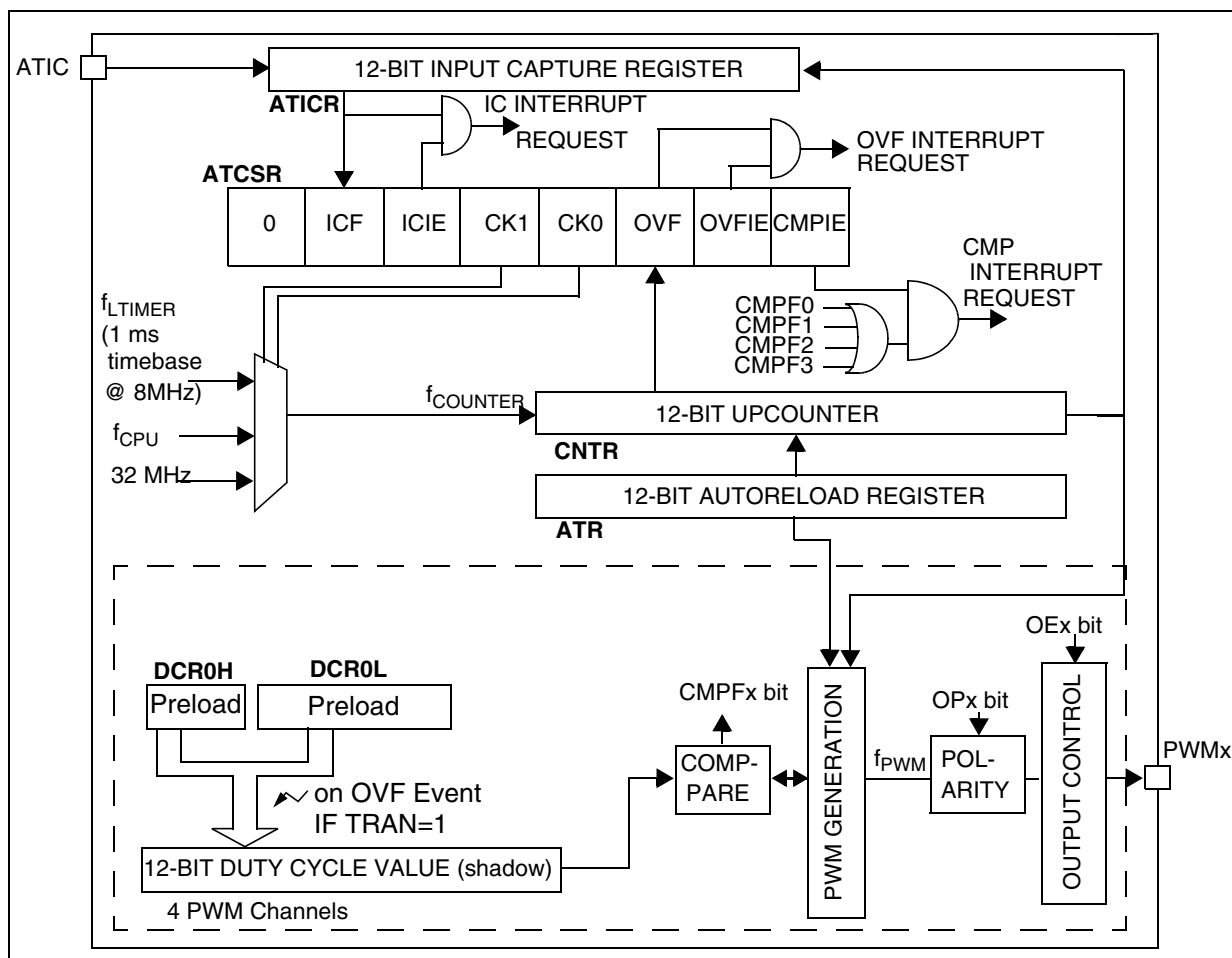 ATIC
12-BIT INPUT CAPTURE REGISTER
ATICR
IC INTERRUPT
REQUEST
OVF INTERRUPT
REQUEST
ATCSR
0 ICF ICIE CK1 CK0 OVF OVFIE CMPIE
CMP
INTERRUPT
REQUEST
fLTIMER
(1 ms
timebase
@ 8MHz)
CMPF0
CMPF1
CMPF2
CMPF3
fCOUNTER
12-BIT UPCOUNTER
fCPU
CNTR
32 MHz
12-BIT AUTORELOAD REGISTER
ATR
OEx bit
DCR0H
DCR0L
Preload
Preload
CMPFx bit
OPx bit
PWM GENERATION
OUTPUT CONTROL
COMP-
PARE
fPWM
POL-
ARITY
PWMx
on OVF Event
IF TRAN=1
12-BIT DUTY CYCLE VALUE (shadow)
4 PWM Channels